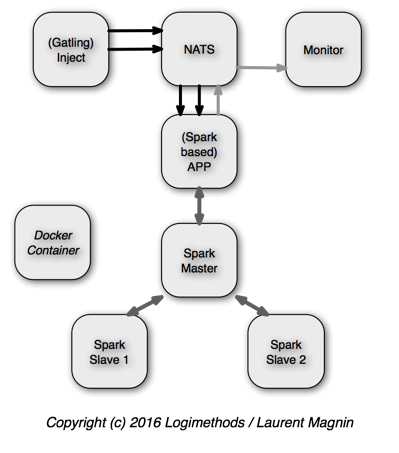 (Gatling)
Inject
NATS
Monitor
(Spark
based)
APP
Docker
Container
Spark
Master
Spark
Slave 1
Spark
Slave 2
Copyright (c) 2016 Logimethods / Laurent Magnin